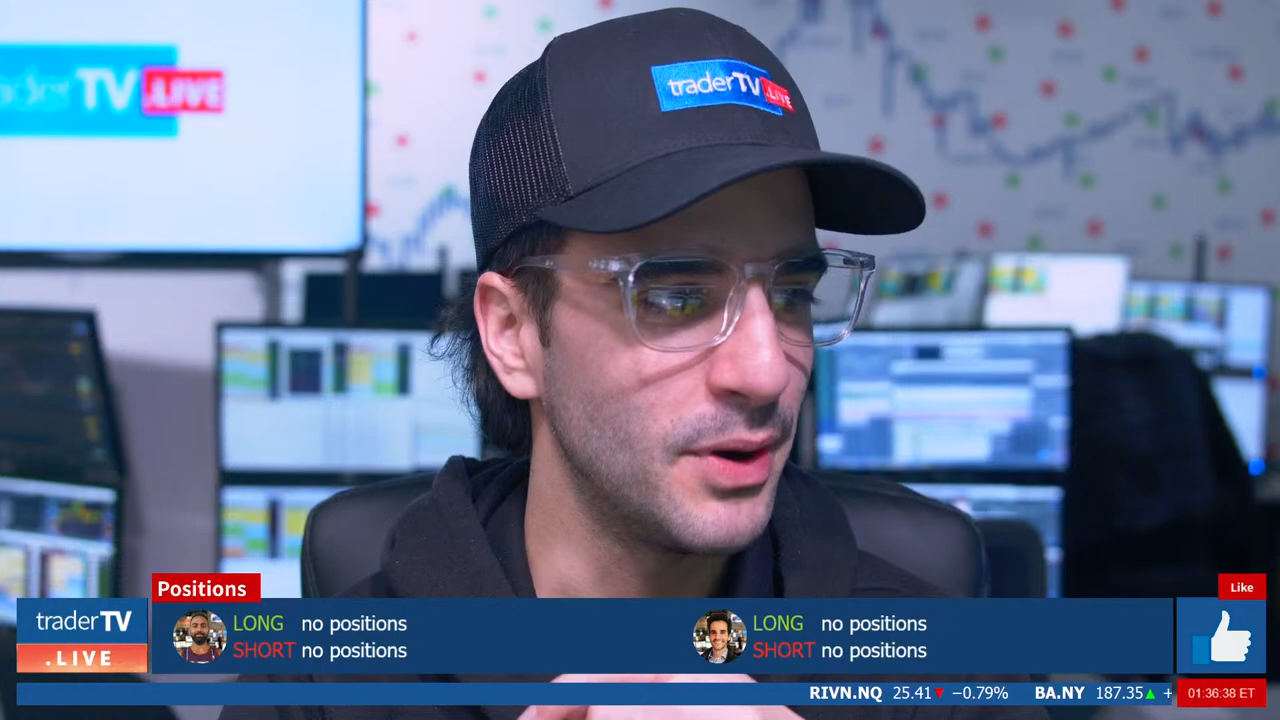 TV .LIVE
traderTV.LIVE
Positions
Like
traderTV
.LIVE
LONG no positions
SHORT no positions
LONG no positions
SHORT no positions
RIVN.NQ 25.41▼ −0.79% BA.NY 187.35▲ +
01:36:38 ET